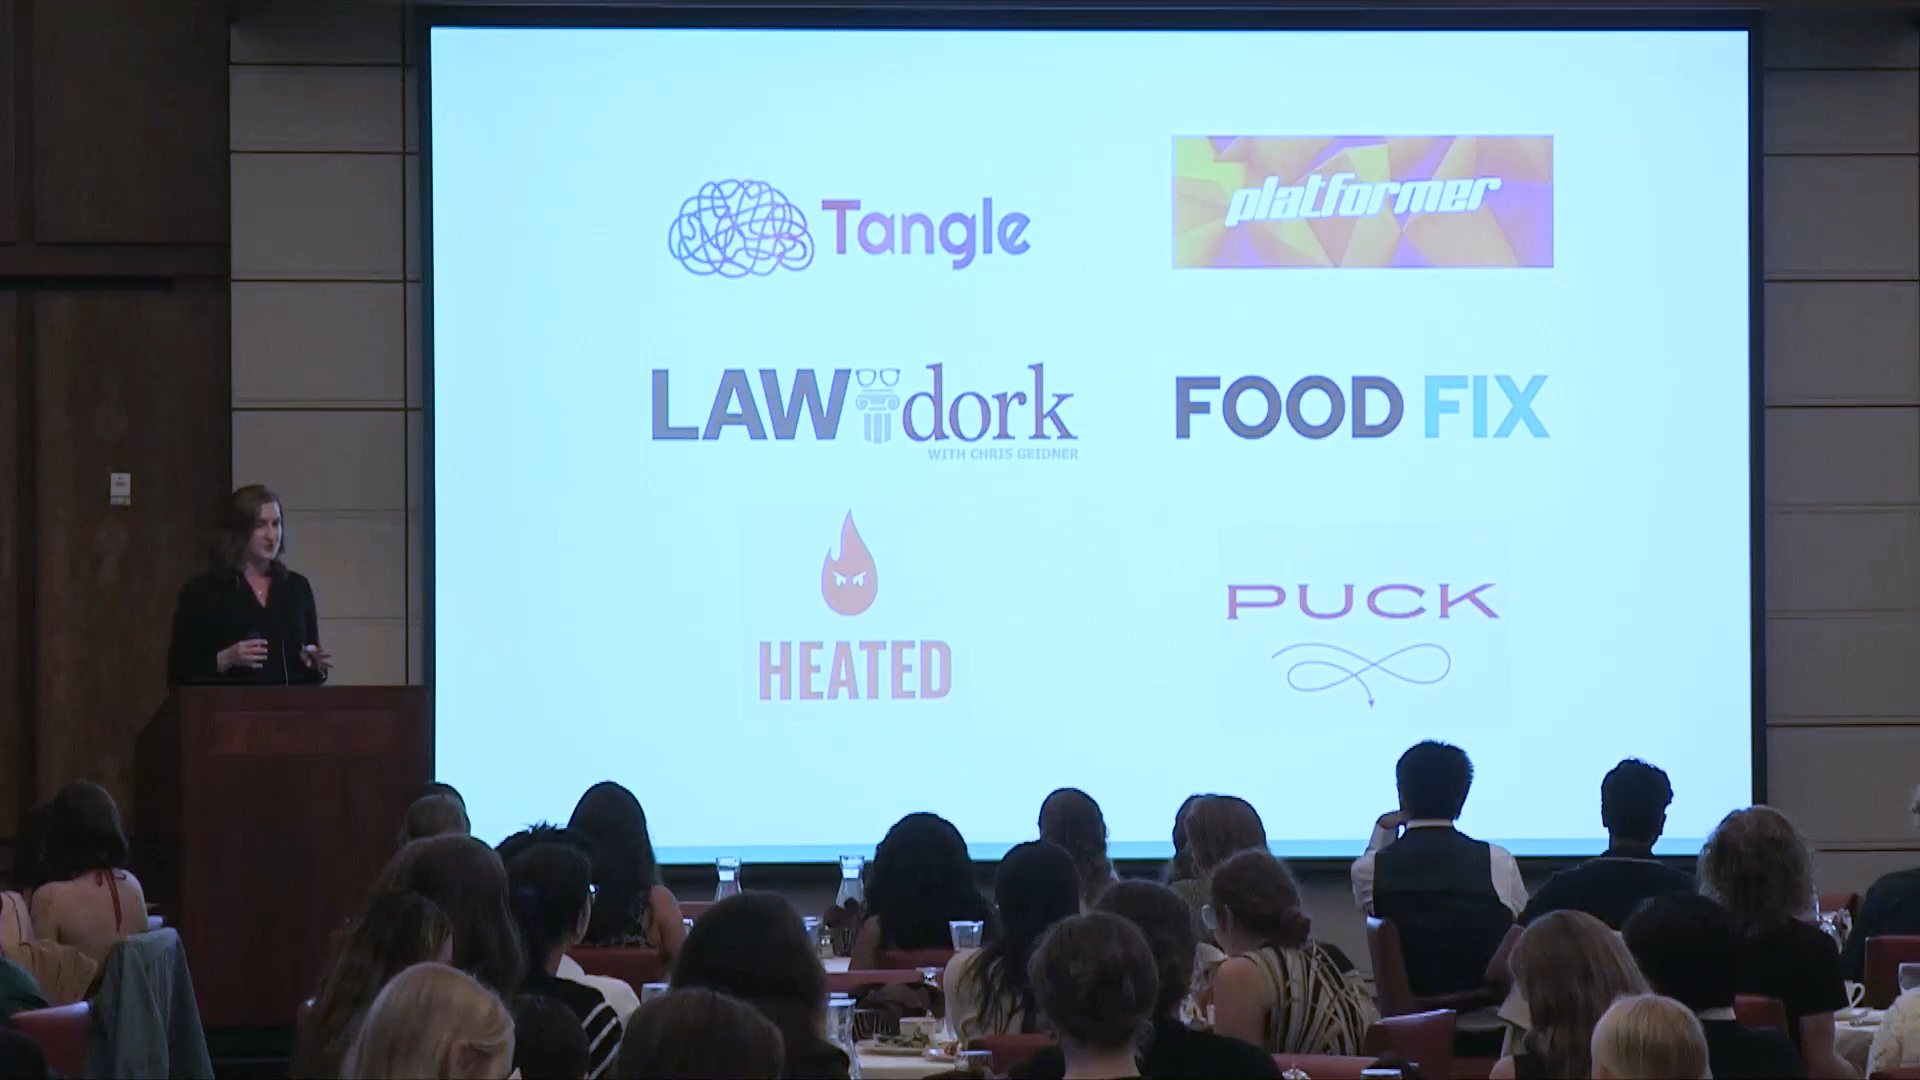 Tangle
platformer
LAW dork
WITH CHRIS GEIDNER
FOOD FIX
HEATED
PUCK